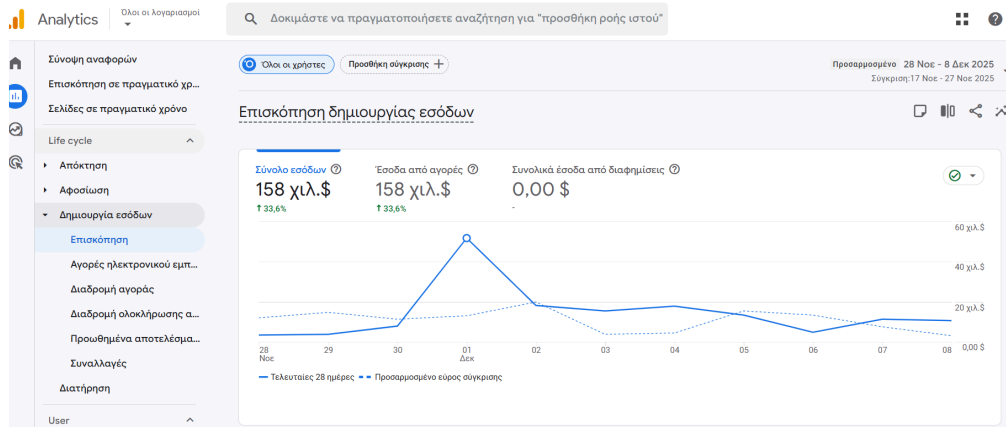 Analytics
Όλοι οι λογαριασμοί
Δοκιμάστε να πραγματοποιήσετε αναζήτηση για "προσθήκη ροής ιστού"
Σύνοψη αναφορών
Επισκόπηση σε πραγματικό χρ...
Σελίδες σε πραγματικό χρόνο
Life cycle
Απόκτηση
Αφοσίωση
Δημιουργία εσόδων
Επισκόπηση
Αγορές ηλεκτρονικού εμπ...
Διαδρομή αγοράς
Διαδρομή ολοκλήρωσης α...
Προωθημένα αποτελέσμα...
Συναλλαγές
Διατήρηση
User
Όλοι οι χρήστες
Προσθήκη σύγκρισης
Προσαρμοσμένο 28 Νοε - 8 Δεκ 2025
Σύγκριση:17 Νοε - 27 Νοε 2025
Επισκόπηση δημιουργίας εσόδων
Σύνολο εσόδων
158 χιλ.$
↑ 33,6%
Έσοδα από αγορές
158 χιλ.$
↑ 33,6%
Συνολικά έσοδα από διαφημίσεις
0,00 $
-
60 χιλ.$
40 χιλ.$
20 χιλ.$
0,00 $
28 29 30 01 02 03 04 05 06 07 08
Νοε Δεκ
Τελευταίες 28 ημέρες Προσαρμοσμένο εύρος σύγκρισης